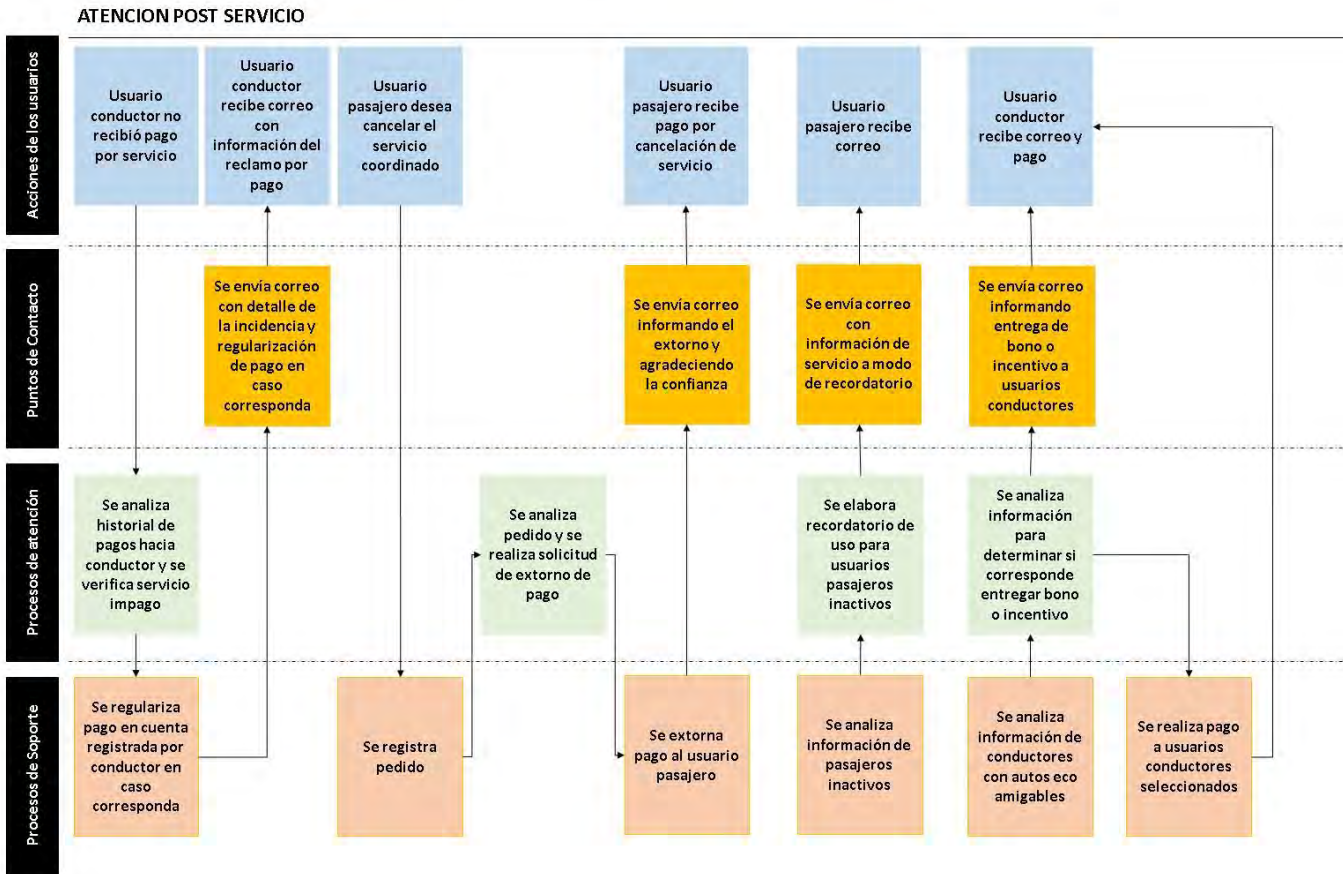 ATENCION POST SERVICIO
Acciones de los usuarios
Usuario
conductor no
recibió pago
por servicio
Usuario
conductor
recibe correo
con
información del
reclamo por
pago
Usuario
pasajero desea
cancelar el
servicio
coordinado
Usuario
pasajero recibe
pago por
cancelación de
servicio
Usuario
pasajero recibe
correo
Usuario
conductor
recibe correo y
pago
Puntos de Contacto
Se envía correo
con detalle de
la incidencia y
regularización
de pago en
caso
corresponda
Se envía correo
informando el
extorno y
agradeciendo
la confianza
Se envía correo
con
información de
servicio a modo
de recordatorio
Se envía correo
informando
entrega de
bono o
incentivo a
usuarios
conductores
Procesos de atención
Se analiza
historial de
pagos hacia
conductor y se
verifica servicio
impago
Se analiza
pedido y se
realiza solicitud
de extorno de
pago
Se elabora
recordatorio de
uso para
usuarios
pasajeros
inactivos
Se analiza
información
para
determinar si
corresponde
entregar bono
o incentivo
Procesos de Soporte
Se regulariza
pago en cuenta
registrada por
conductor en
caso
corresponda
Se registra
pedido
Se extorna
pago al usuario
pasajero
Se analiza
información de
pasajeros
inactivos
Se analiza
información de
conductores
con autos eco
amigables
Se realiza pago
a usuarios
conductores
seleccionados